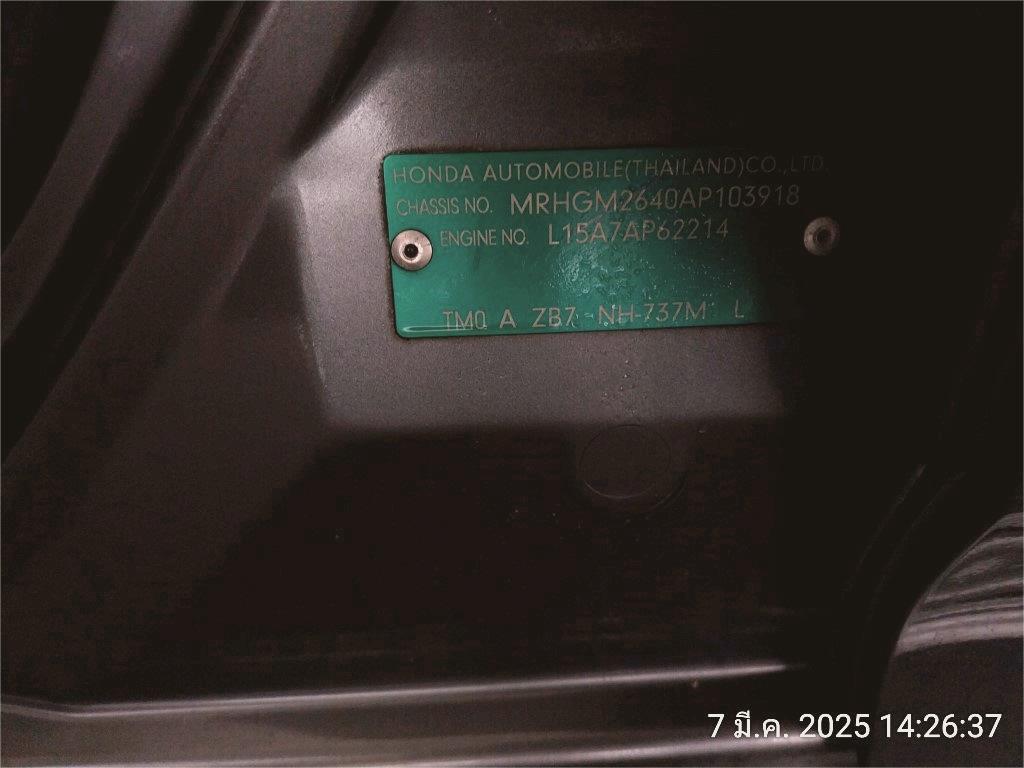 HONDA AUTOMOBILE(THAILAND)CO.,LTD.
CHASSIS NO. MRHGM2640AP103918
ENGINE NO. L15A7AP62214
TM0 A ZB7 NH-737M L
7 มี.ค. 2025 14:26:37